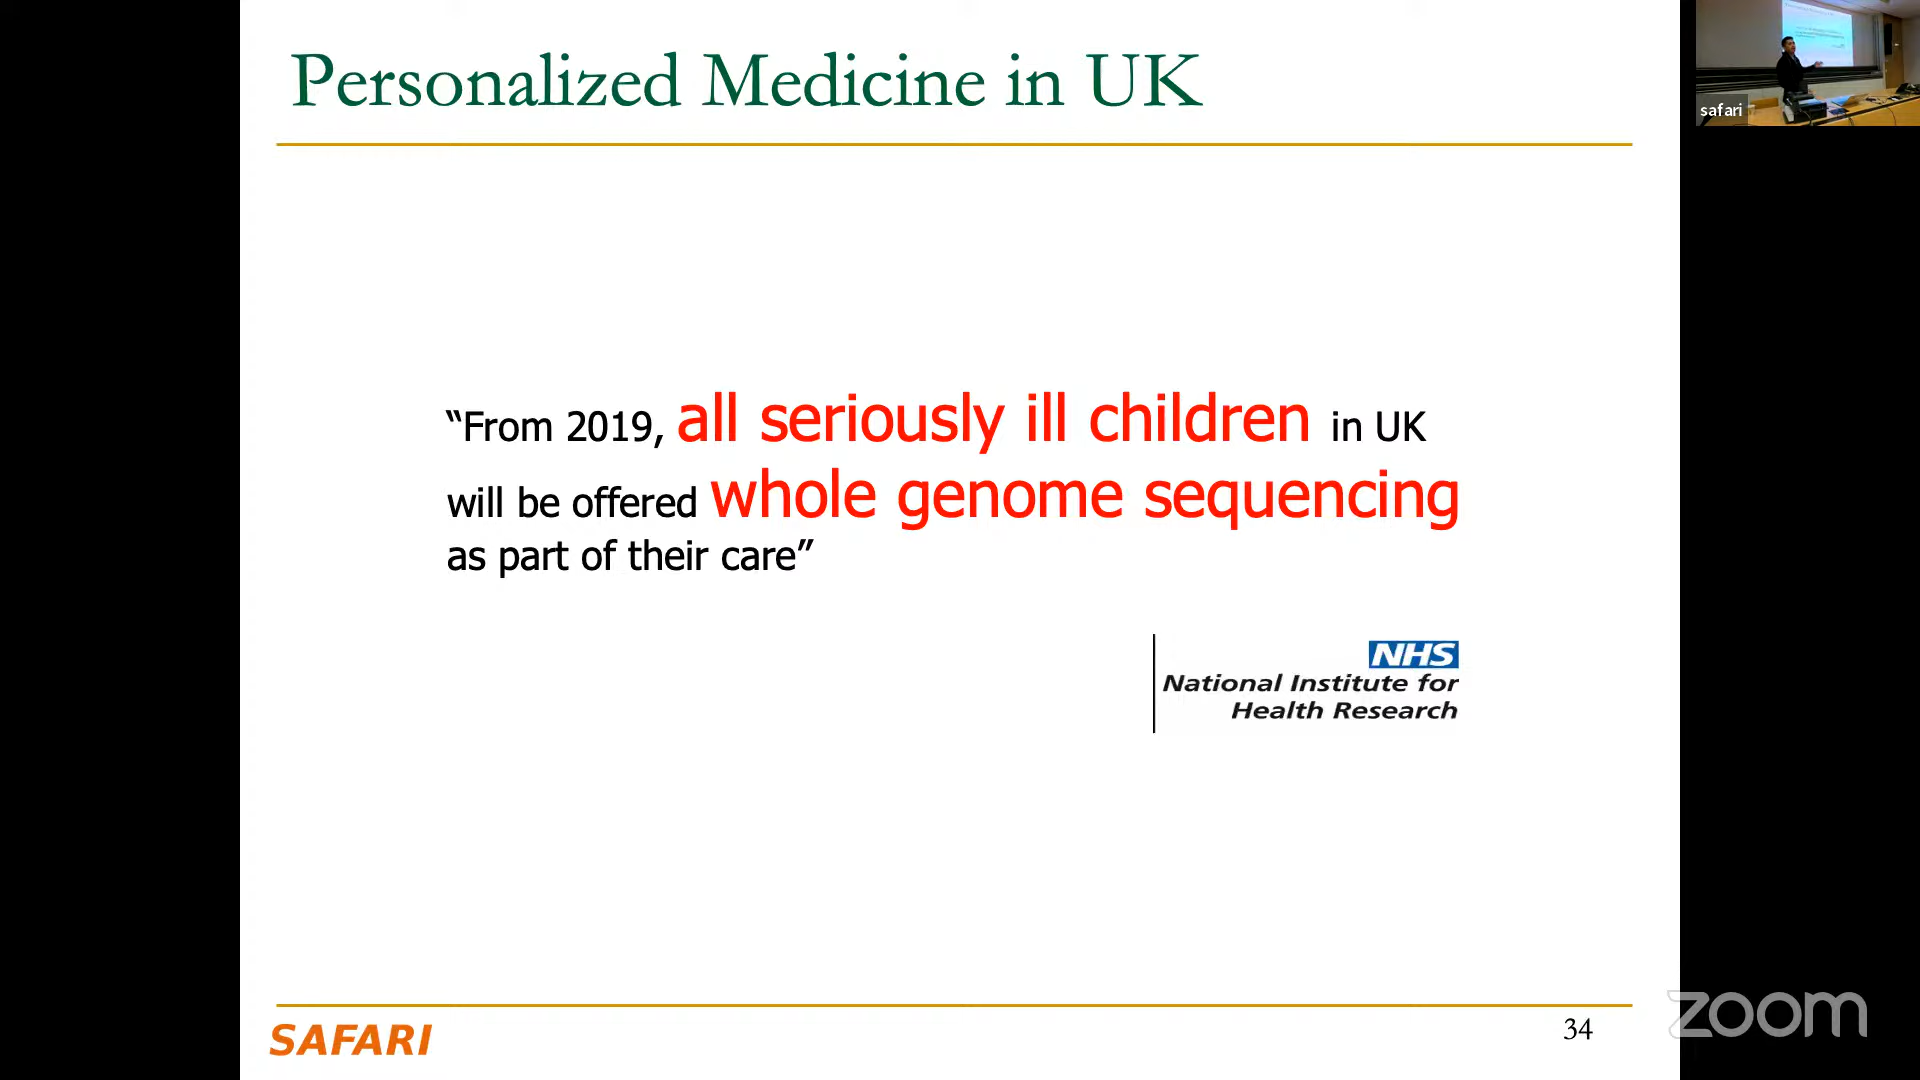 Personalized Medicine in UK
safari
“From 2019, all seriously ill children in UK
will be offered whole genome sequencing
as part of their care”
NHS
National Institute for
Health Research
SAFARI
34
zoom